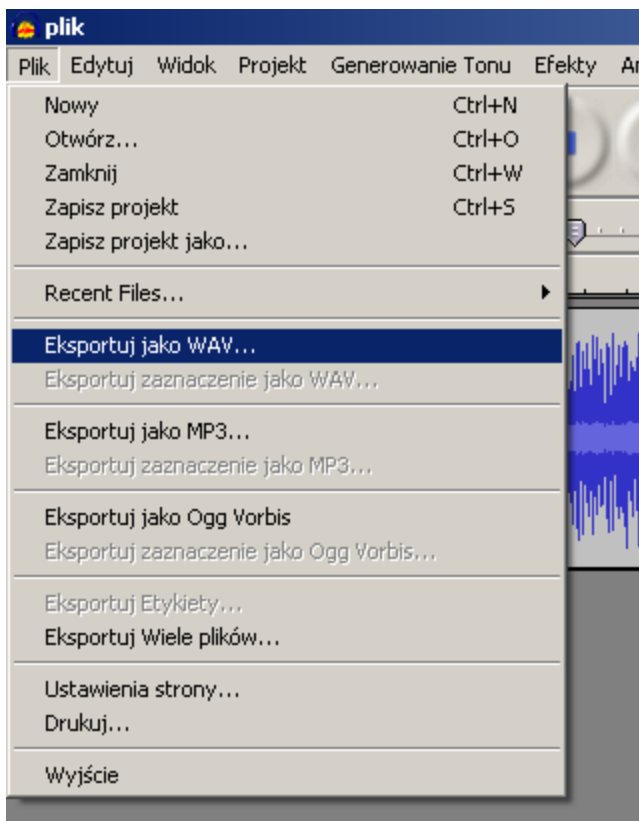 plik
Plik Edytuj Widok Projekt Generowanie Tonu Efekty
Nowy Ctrl+N
Otwórz... Ctrl+O
Zamknij Ctrl+W
Zapisz projekt Ctrl+S
Zapisz projekt jako...
Recent Files...
Eksportuj jako WAV...
Eksportuj zaznaczenie jako WAV...
Eksportuj jako MP3...
Eksportuj zaznaczenie jako MP3...
Eksportuj jako Ogg Vorbis
Eksportuj zaznaczenie jako Ogg Vorbis...
Eksportuj Etykiety...
Eksportuj Wiele plików...
Ustawienia strony...
Drukuj...
Wyjście